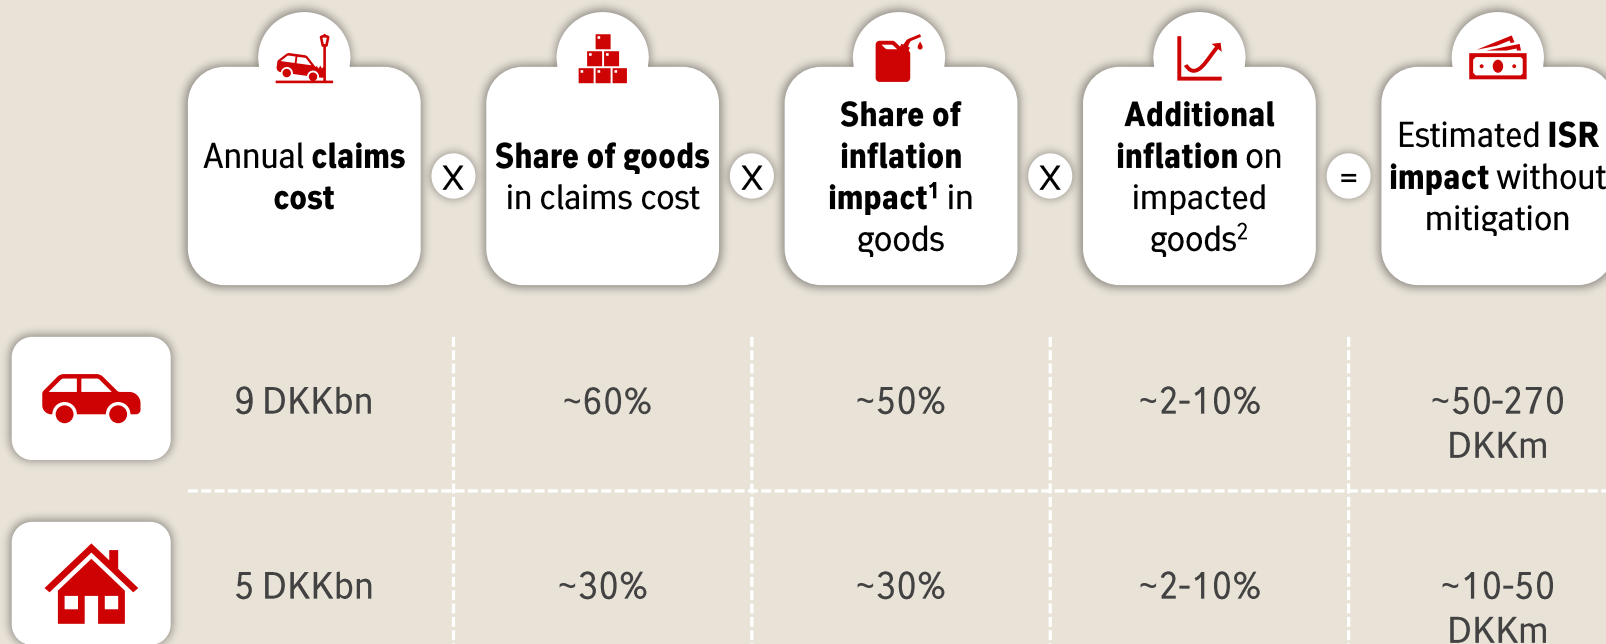 Annual claims
cost
X
Share of goods
in claims cost
X
Share of
inflation
impact¹ in
goods
X
Additional
inflation on
impacted
goods²
=
Estimated ISR
impact without
mitigation
9 DKKbn
~60%
~50%
~2-10%
~50-270
DKKm
5 DKKbn
~30%
~30%
~2-10%
~10-50
DKKm